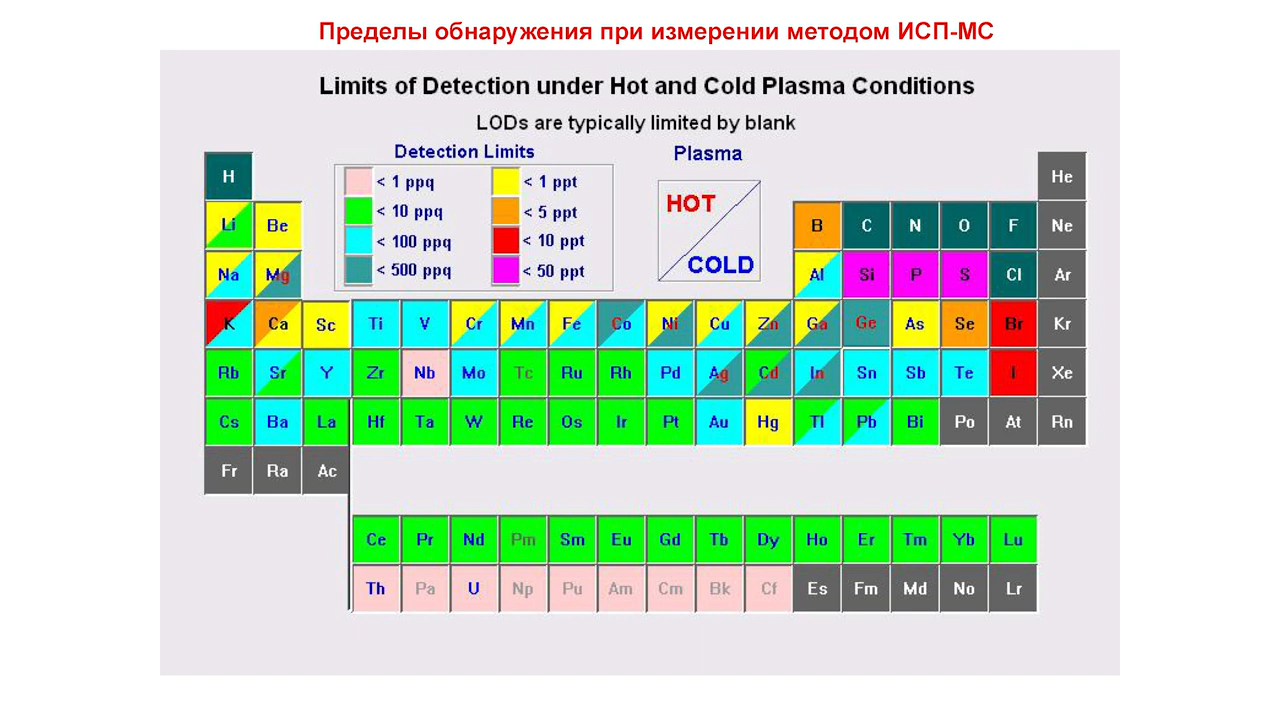 Пределы обнаружения при измерении методом ИСП-МС
Limits of Detection under Hot and Cold Plasma Conditions
LODs are typically limited by blank
Detection Limits
Plasma
< 1 ppq
< 1 ppt
< 10 ppq
< 5 ppt
< 100 ppq
< 10 ppt
< 500 ppq
< 50 ppt
HOT
COLD
H He
Li Be B C N O F Ne
Na Mg Al Si P S Cl Ar
K Ca Sc Ti V Cr Mn Fe Co Ni Cu Zn Ga Ge As Se Br Kr
Rb Sr Y Zr Nb Mo Tc Ru Rh Pd Ag Cd In Sn Sb Te I Xe
Cs Ba La Hf Ta W Re Os Ir Pt Au Hg Tl Pb Bi Po At Rn
Fr Ra Ac
Ce Pr Nd Pm Sm Eu Gd Tb Dy Ho Er Tm Yb Lu
Th Pa U Np Pu Am Cm Bk Cf Es Fm Md No Lr